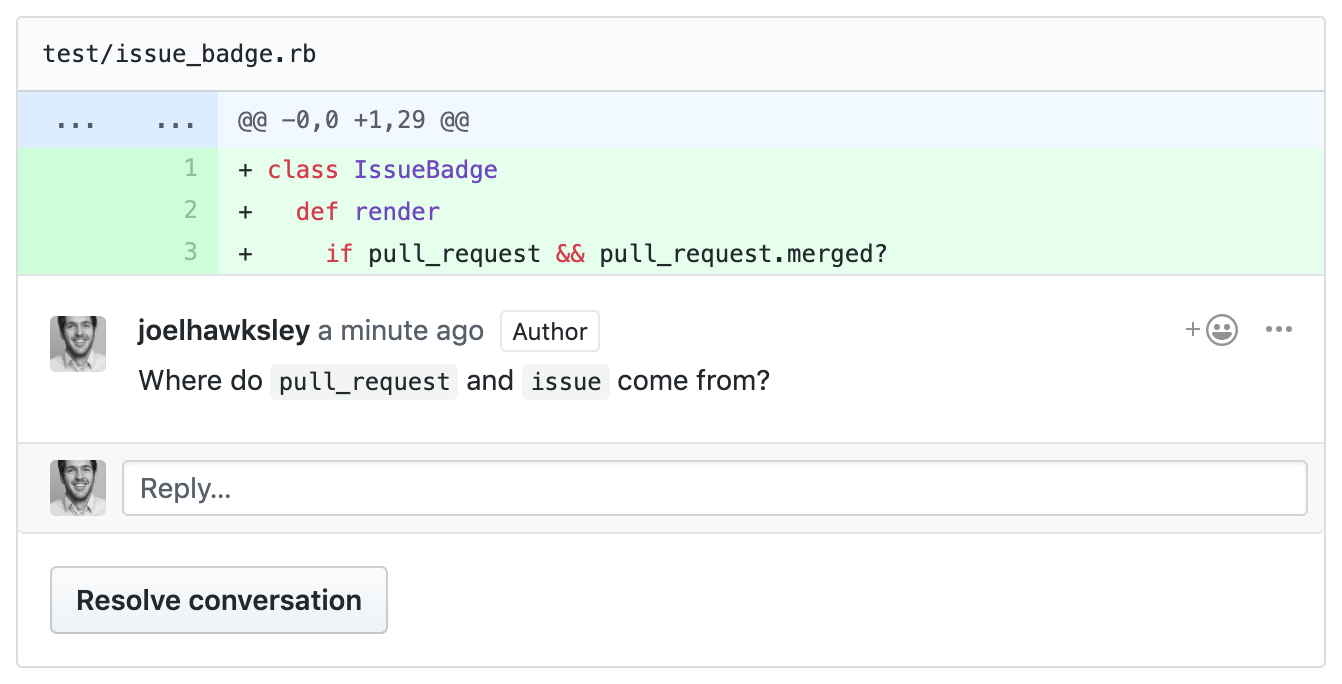 test/issue_badge.rb
... ... @@ -0,0 +1,29 @@
1 + class IssueBadge
2 +   def render
3 +     if pull_request && pull_request.merged?
joelhawksley a minute ago Author
Where do pull_request and issue come from?
Reply...
Resolve conversation